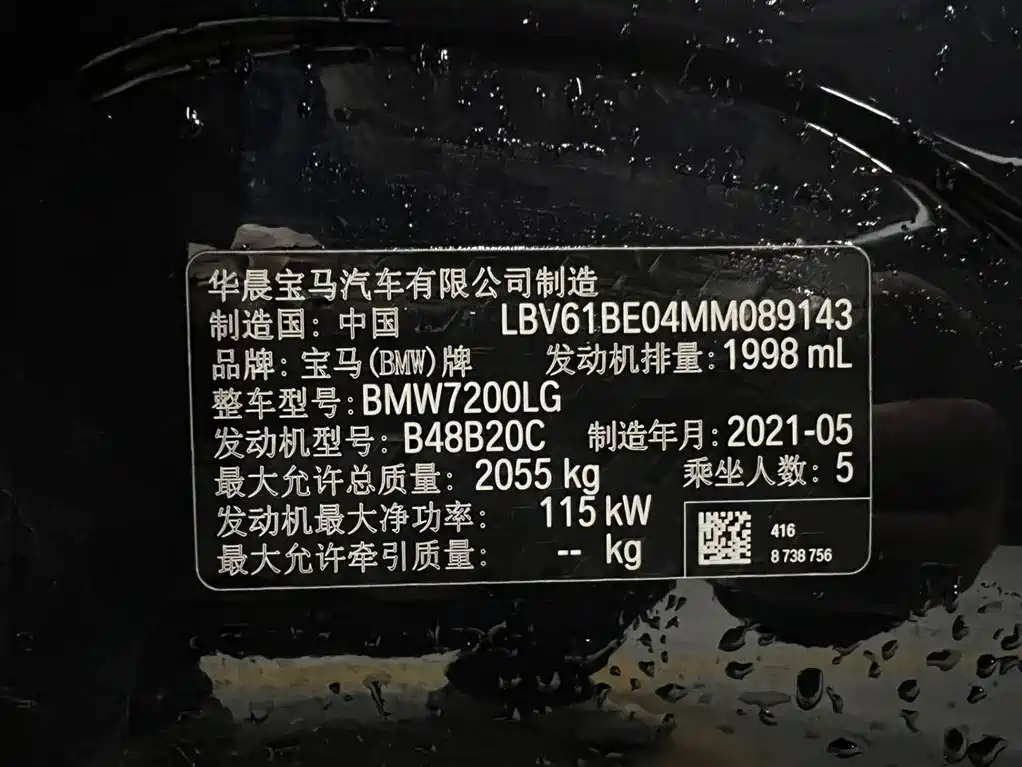 华晨宝马汽车有限公司制造
制造国：中国 LBV61BE04MM089143
品牌：宝马(BMW)牌 发动机排量：1998 mL
整车型号：BMW7200LG
发动机型号：B48B20C 制造年月：2021-05
最大允许总质量：2055 kg 乘坐人数：5
发动机最大净功率：115 kW
最大允许牵引质量：-- kg
416
8 738 756